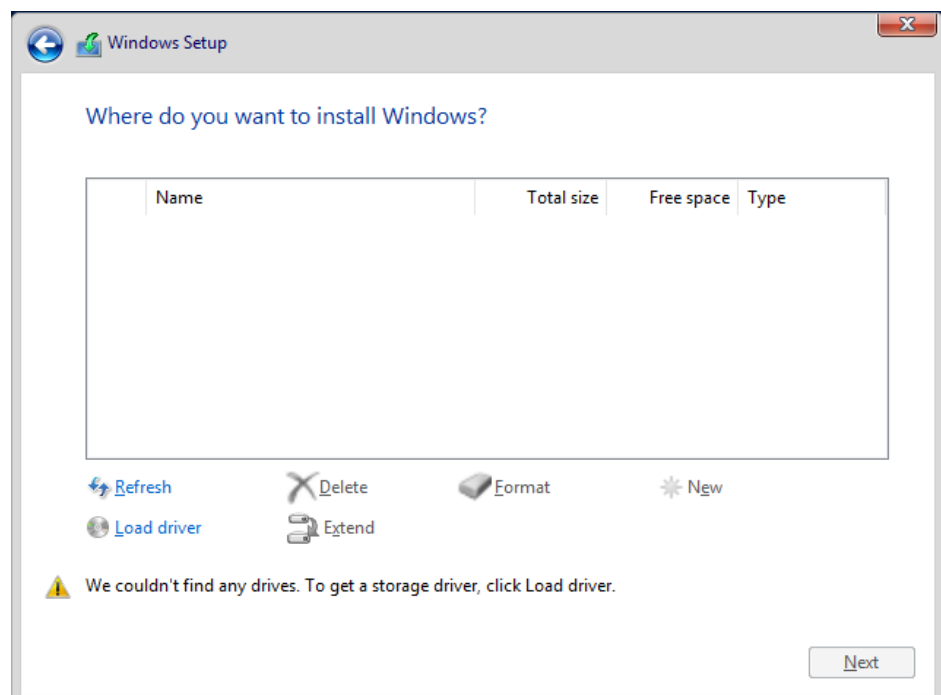 Windows Setup
Where do you want to install Windows?
Name Total size Free space Type
Refresh Delete Format New
Load driver Extend
We couldn't find any drives. To get a storage driver, click Load driver.
Next